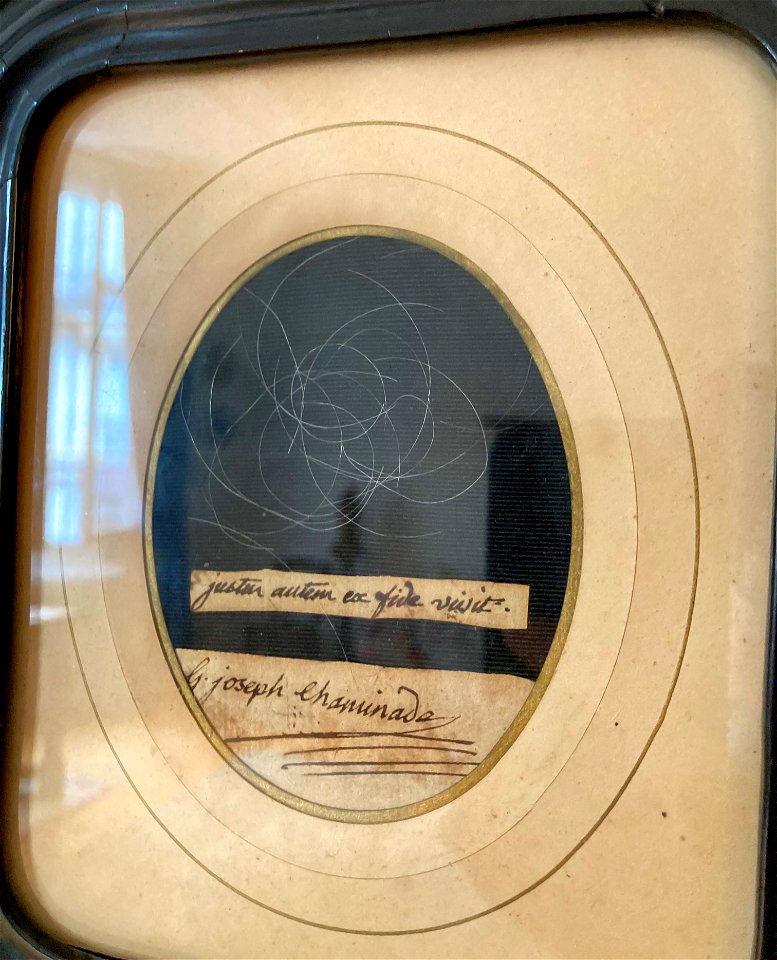 justus autem ex fide vivit.
G. joseph Chaminade